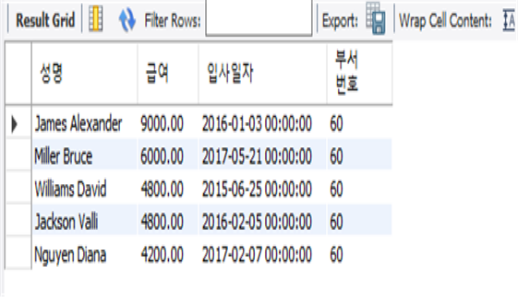 Result Grid Filter Rows: Export: Wrap Cell Content: IA
성명 급여 입사일자 부서
번호
James Alexander 9000.00 2016-01-03 00:00:00 60
Miller Bruce 6000.00 2017-05-21 00:00:00 60
Williams David 4800.00 2015-06-25 00:00:00 60
Jackson Valli 4800.00 2016-02-05 00:00:00 60
Nguyen Diana 4200.00 2017-02-07 00:00:00 60